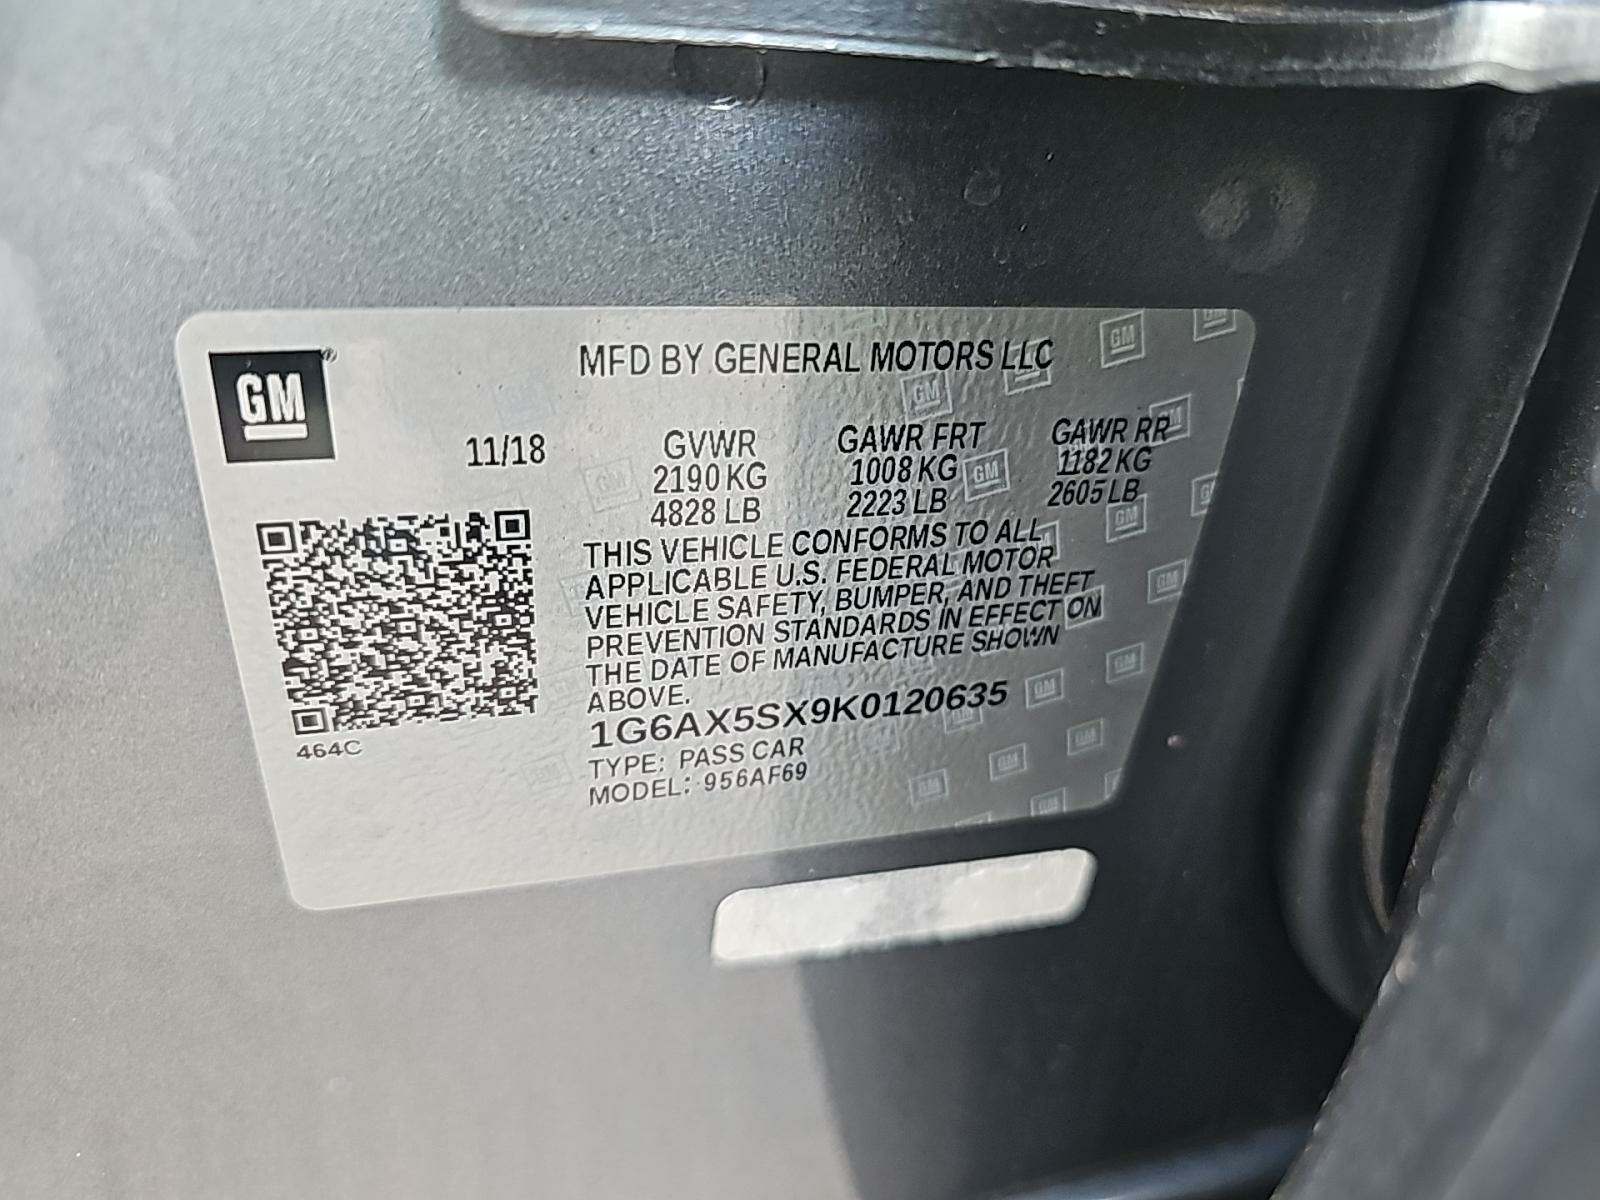 GM®
MFD BY GENERAL MOTORS LLC
11/18
GVWR GAWR FRT GAWR RR
2190 KG 1008 KG 1182 KG
4828 LB 2223 LB 2605 LB
THIS VEHICLE CONFORMS TO ALL
APPLICABLE U.S. FEDERAL MOTOR
VEHICLE SAFETY, BUMPER, AND THEFT
PREVENTION STANDARDS IN EFFECT ON
THE DATE OF MANUFACTURE SHOWN
ABOVE.
1G6AX5SX9K0120635
TYPE: PASS CAR
MODEL: 956AF69
464C